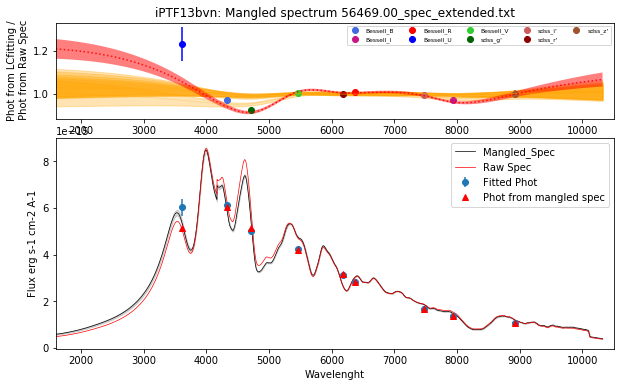 iPTF13bvn: Mangled spectrum 56469.00_spec_extended.txt
Phot from LCfitting /
Phot from Raw Spec
1.2
1.0
Bessell_B
Bessell_R
Bessell_V
sdss_i'
sdss_z'
Bessell_I
Bessell_U
sdss_g'
sdss_r'
2000 3000 4000 5000 6000 7000 8000 9000 10000
Flux erg s-1 cm-2 A-1
8
6
4
2
0
Mangled_Spec
Raw Spec
Fitted Phot
Phot from mangled spec
2000 3000 4000 5000 6000 7000 8000 9000 10000
Wavelenght